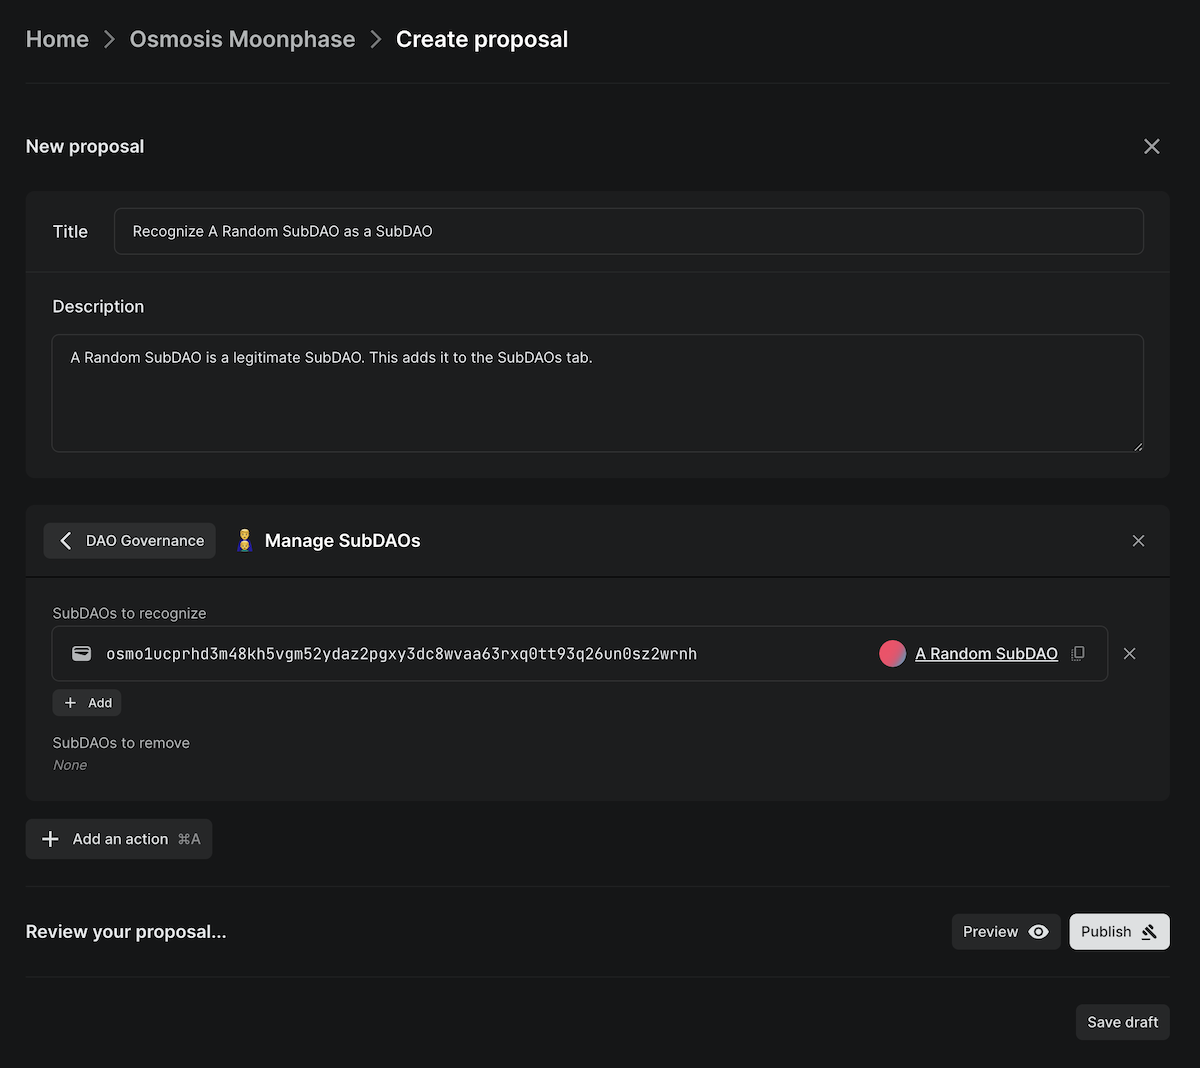 Home > Osmosis Moonphase > Create proposal
New proposal
Title
Recognize A Random SubDAO as a SubDAO
Description
A Random SubDAO is a legitimate SubDAO. This adds it to the SubDAOs tab.
DAO Governance
Manage SubDAOs
SubDAOs to recognize
osmo1ucprhd3m48kh5vgm52ydaz2pgxy3dc8wvaa63rxq0tt93q26un0sz2wrnh A Random SubDAO
+ Add
SubDAOs to remove
None
+ Add an action ⌘A
Review your proposal...
Preview
Publish
Save draft